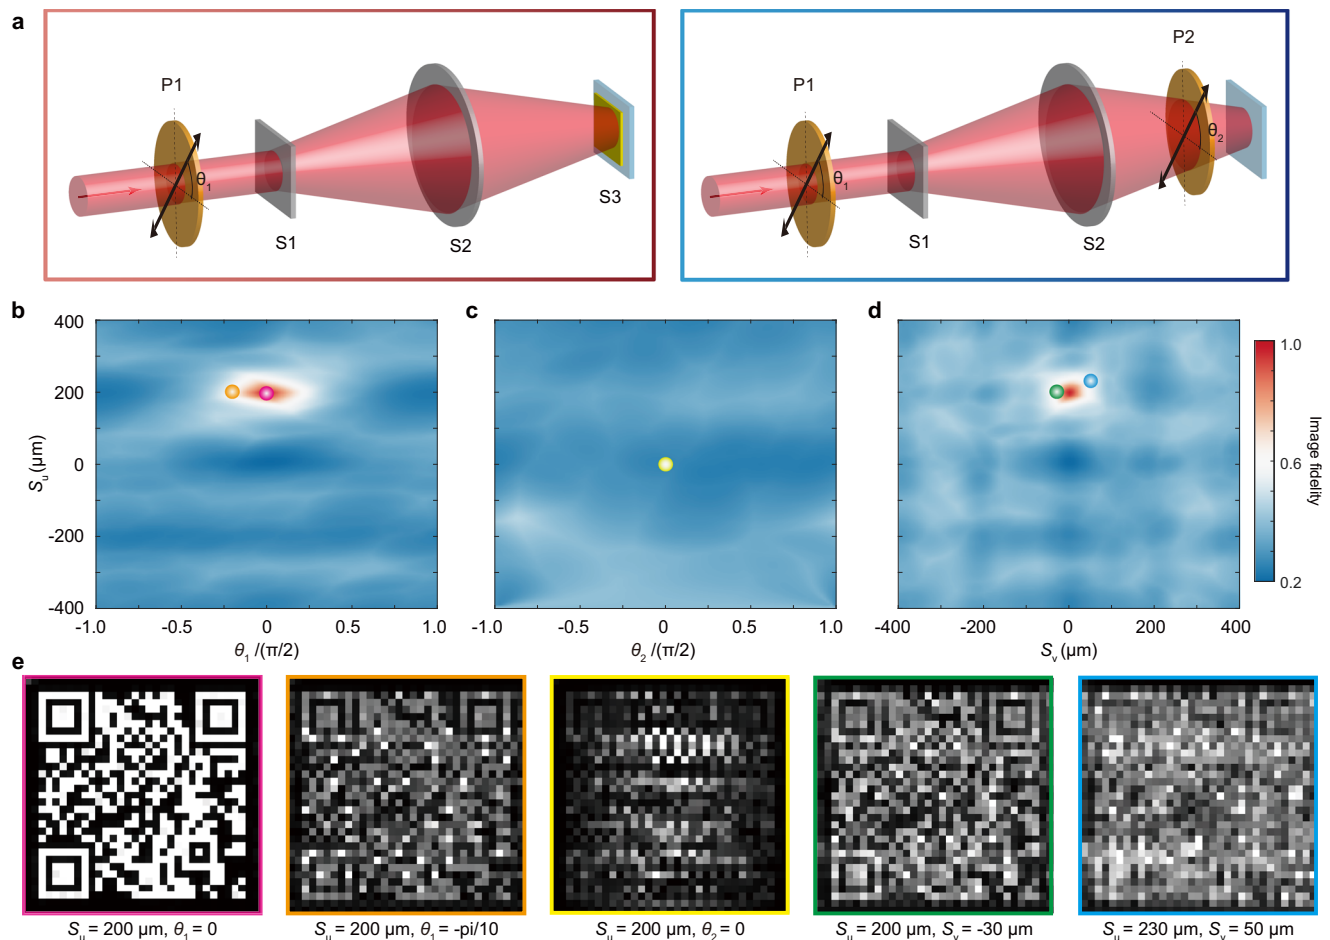 a
P1
θ1
S1
S2
S3
P1
θ1
S1
S2
P2
θ2
b
400
200
0
-200
-400
Su (μm)
-1.0 -0.5 0 0.5 1.0
θ1 /(π/2)
c
-1.0 -0.5 0 0.5 1.0
θ2 /(π/2)
d
-400 -200 0 200 400
Sv (μm)
1.0
0.6
0.2
Image fidelity
e
Su = 200 μm, θ1 = 0
Su = 200 μm, θ1 = -pi/10
Su = 200 μm, θ2 = 0
Su = 200 μm, Sv = -30 μm
Su = 230 μm, Sv = 50 μm